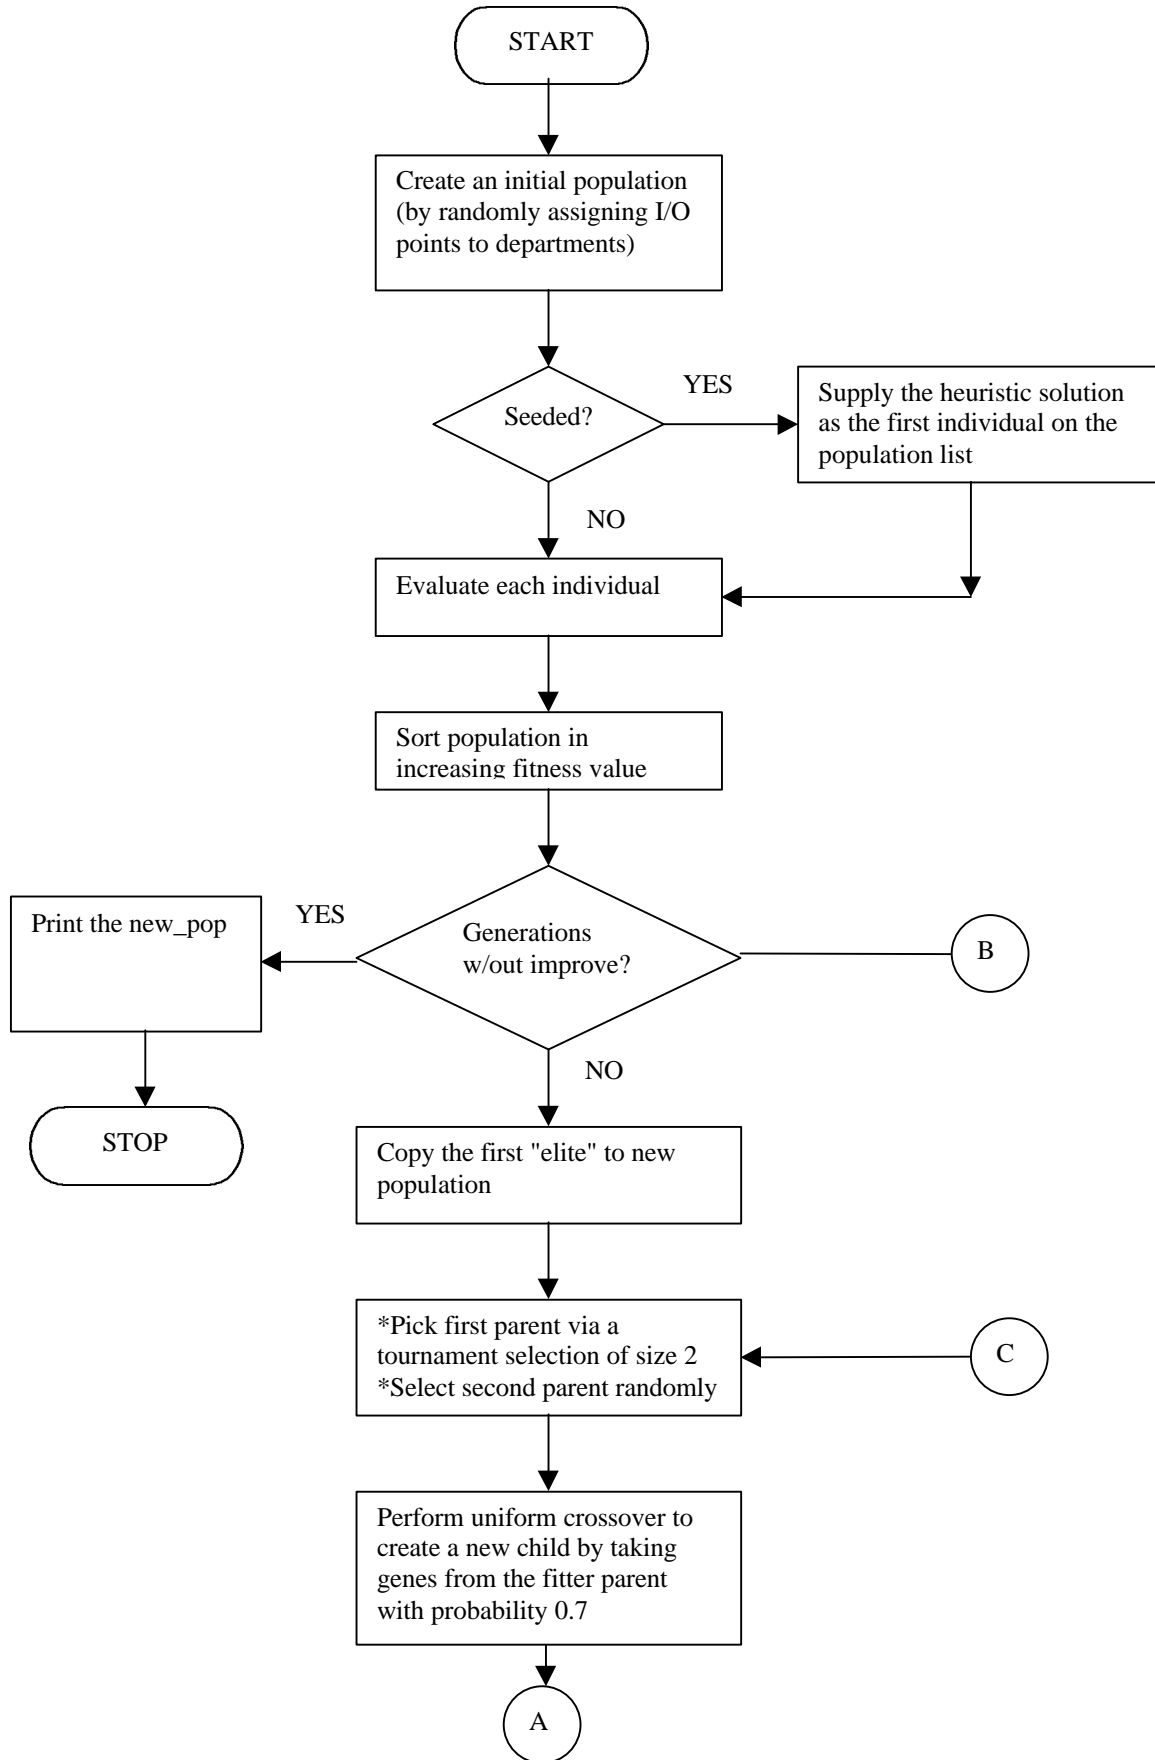 START
Create an initial population
(by randomly assigning I/O
points to departments)
Seeded?
YES
Supply the heuristic solution
as the first individual on the
population list
NO
Evaluate each individual
Sort population in
increasing fitness value
Generations
w/out improve?
YES
Print the new_pop
B
NO
STOP
Copy the first "elite" to new
population
*Pick first parent via a
tournament selection of size 2
*Select second parent randomly
C
Perform uniform crossover to
create a new child by taking
genes from the fitter parent
with probability 0.7
A